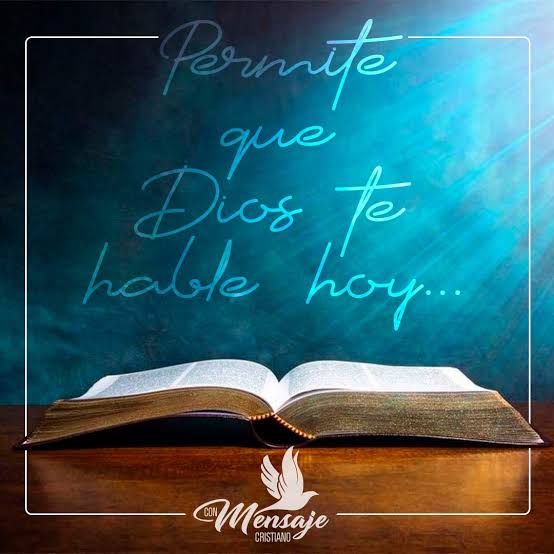 Permite
que
Dios te
hable hoy...
CON
Mensaje
CRISTIANO